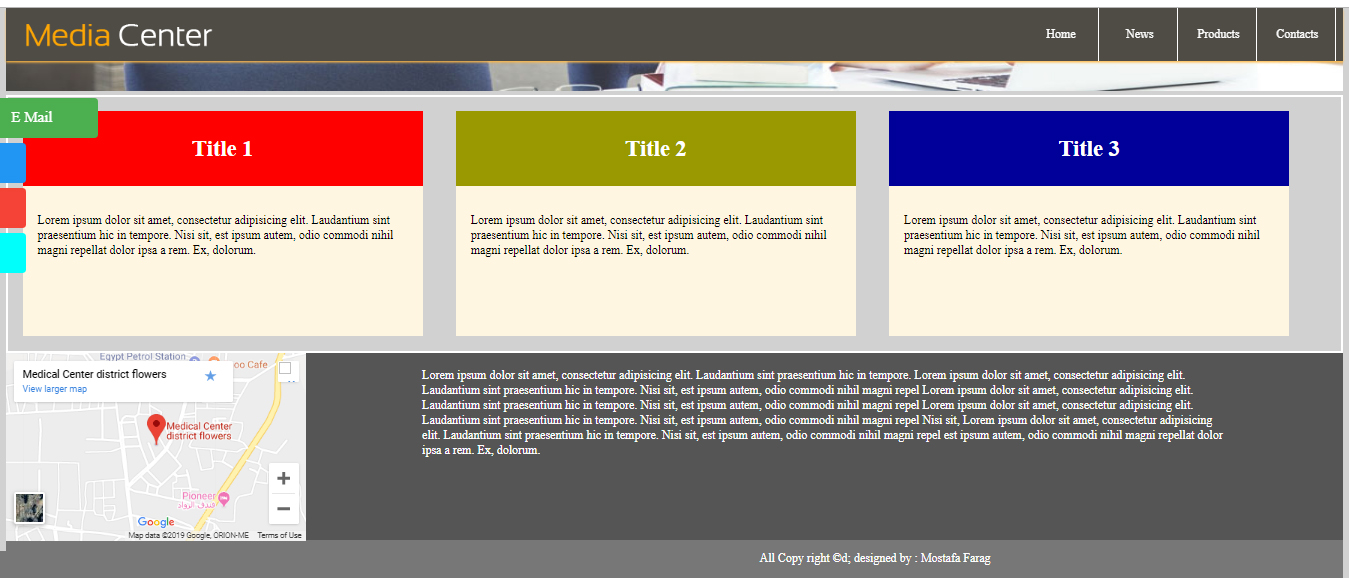 Media Center
Home
News
Products
Contacts
E Mail
Title 1
Title 2
Title 3
Lorem ipsum dolor sit amet, consectetur adipisicing elit. Laudantium sint
praesentium hic in tempore. Nisi sit, est ipsum autem, odio commodi nihil
magni repellat dolor ipsa a rem. Ex, dolorum.
Lorem ipsum dolor sit amet, consectetur adipisicing elit. Laudantium sint
praesentium hic in tempore. Nisi sit, est ipsum autem, odio commodi nihil
magni repellat dolor ipsa a rem. Ex, dolorum.
Lorem ipsum dolor sit amet, consectetur adipisicing elit. Laudantium sint
praesentium hic in tempore. Nisi sit, est ipsum autem, odio commodi nihil
magni repellat dolor ipsa a rem. Ex, dolorum.
Egypt Petrol Station
oo Cafe
Medical Center district flowers
View larger map
Medical Center
district flowers
Pioneer
فندق الرواد
Google
Map data ©2019 Google, ORION-ME
Terms of Use
Lorem ipsum dolor sit amet, consectetur adipisicing elit. Laudantium sint praesentium hic in tempore. Lorem ipsum dolor sit amet, consectetur adipisicing elit.
Laudantium sint praesentium hic in tempore. Nisi sit, est ipsum autem, odio commodi nihil magni repel Lorem ipsum dolor sit amet, consectetur adipisicing elit.
Laudantium sint praesentium hic in tempore. Nisi sit, est ipsum autem, odio commodi nihil magni repel Lorem ipsum dolor sit amet, consectetur adipisicing elit.
Laudantium sint praesentium hic in tempore. Nisi sit, est ipsum autem, odio commodi nihil magni repel Nisi sit, Lorem ipsum dolor sit amet, consectetur adipisicing
elit. Laudantium sint praesentium hic in tempore. Nisi sit, est ipsum autem, odio commodi nihil magni repel est ipsum autem, odio commodi nihil magni repellat dolor
ipsa a rem. Ex, dolorum.
All Copy right ©d; designed by : Mostafa Farag